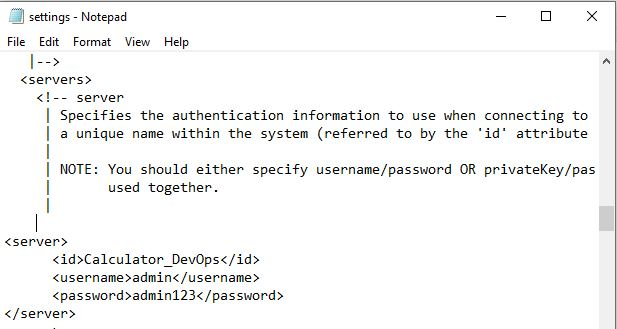 settings - Notepad
File Edit Format View Help
|-->
<servers>
<!-- server
| Specifies the authentication information to use when connecting to
| a unique name within the system (referred to by the 'id' attribute
|
| NOTE: You should either specify username/password OR privateKey/pas
| used together.
|
|
<server>
<id>Calculator_DevOps</id>
<username>admin</username>
<password>admin123</password>
</server>